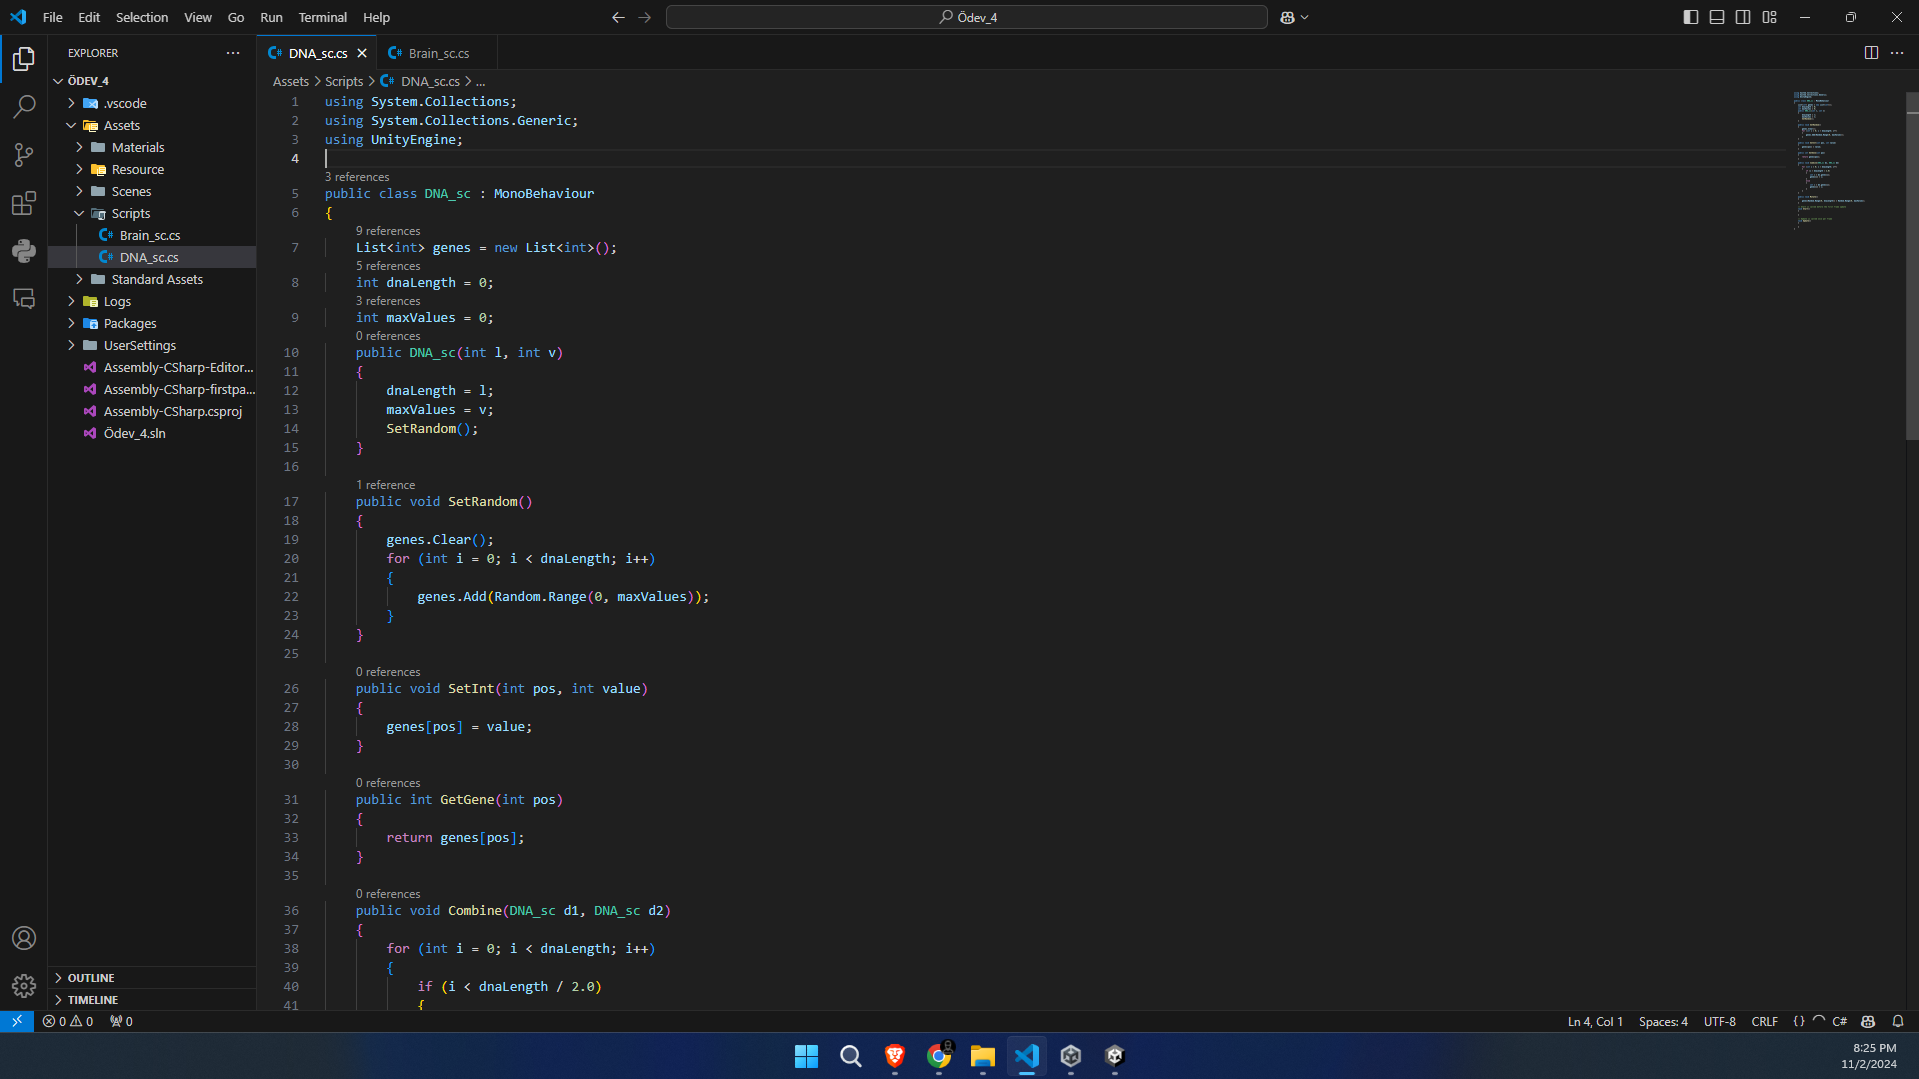 File Edit Selection View Go Run Terminal Help
Ödev_4
EXPLORER
ÖDEV_4
.vscode
Assets
Materials
Resource
Scenes
Scripts
Brain_sc.cs
DNA_sc.cs
Standard Assets
Logs
Packages
UserSettings
Assembly-CSharp-Editor...
Assembly-CSharp-firstpa...
Assembly-CSharp.csproj
Ödev_4.sln
OUTLINE
TIMELINE
DNA_sc.cs Brain_sc.cs
Assets > Scripts > DNA_sc.cs > ...
1 using System.Collections;
2 using System.Collections.Generic;
3 using UnityEngine;
4
3 references
5 public class DNA_sc : MonoBehaviour
6 {
9 references
7 List<int> genes = new List<int>();
5 references
8 int dnaLength = 0;
3 references
9 int maxValues = 0;
0 references
10 public DNA_sc(int l, int v)
11 {
12 dnaLength = l;
13 maxValues = v;
14 SetRandom();
15 }
16
1 reference
17 public void SetRandom()
18 {
19 genes.Clear();
20 for (int i = 0; i < dnaLength; i++)
21 {
22 genes.Add(Random.Range(0, maxValues));
23 }
24 }
25
0 references
26 public void SetInt(int pos, int value)
27 {
28 genes[pos] = value;
29 }
30
0 references
31 public int GetGene(int pos)
32 {
33 return genes[pos];
34 }
35
0 references
36 public void Combine(DNA_sc d1, DNA_sc d2)
37 {
38 for (int i = 0; i < dnaLength; i++)
39 {
40 if (i < dnaLength / 2.0)
41 {
0 0 0
Ln 4, Col 1 Spaces: 4 UTF-8 CRLF {} C#
8:25 PM
11/2/2024